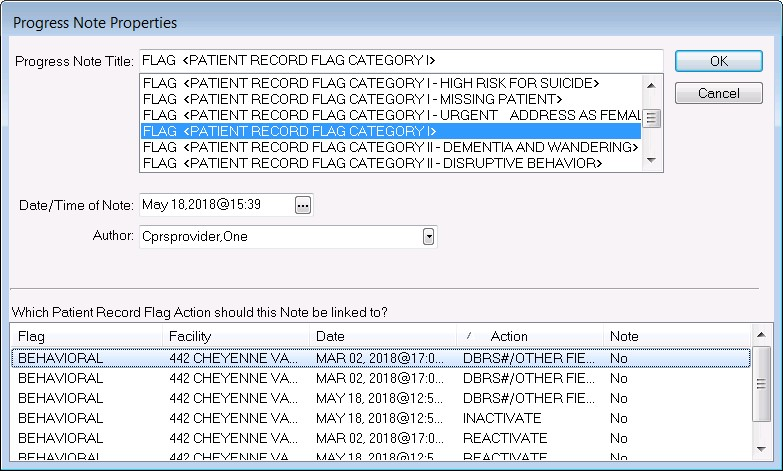 Progress Note Properties
Progress Note Title: FLAG <PATIENT RECORD FLAG CATEGORY I> OK
FLAG <PATIENT RECORD FLAG CATEGORY I - HIGH RISK FOR SUICIDE>
FLAG <PATIENT RECORD FLAG CATEGORY I - MISSING PATIENT> Cancel
FLAG <PATIENT RECORD FLAG CATEGORY I - URGENT ADDRESS AS FEMAL
FLAG <PATIENT RECORD FLAG CATEGORY I>
FLAG <PATIENT RECORD FLAG CATEGORY II - DEMENTIA AND WANDERING>
FLAG <PATIENT RECORD FLAG CATEGORY II - DISRUPTIVE BEHAVIOR>
Date/Time of Note: May 18,2018@15:39 ...
Author: Cprsprovider,One
Which Patient Record Flag Action should this Note be linked to?
Flag Facility Date Action Note
BEHAVIORAL 442 CHEYENNE VA... MAR 02, 2018@17:0... DBRS#/OTHER FIE... No
BEHAVIORAL 442 CHEYENNE VA... MAR 02, 2018@17:0... DBRS#/OTHER FIE... No
BEHAVIORAL 442 CHEYENNE VA... MAY 18, 2018@12:5... DBRS#/OTHER FIE... No
BEHAVIORAL 442 CHEYENNE VA... MAY 18, 2018@12:5... INACTIVATE No
BEHAVIORAL 442 CHEYENNE VA... MAR 02, 2018@17:0... REACTIVATE No
BEHAVIORAL 442 CHEYENNE VA... MAY 18, 2018@12:5... REACTIVATE No